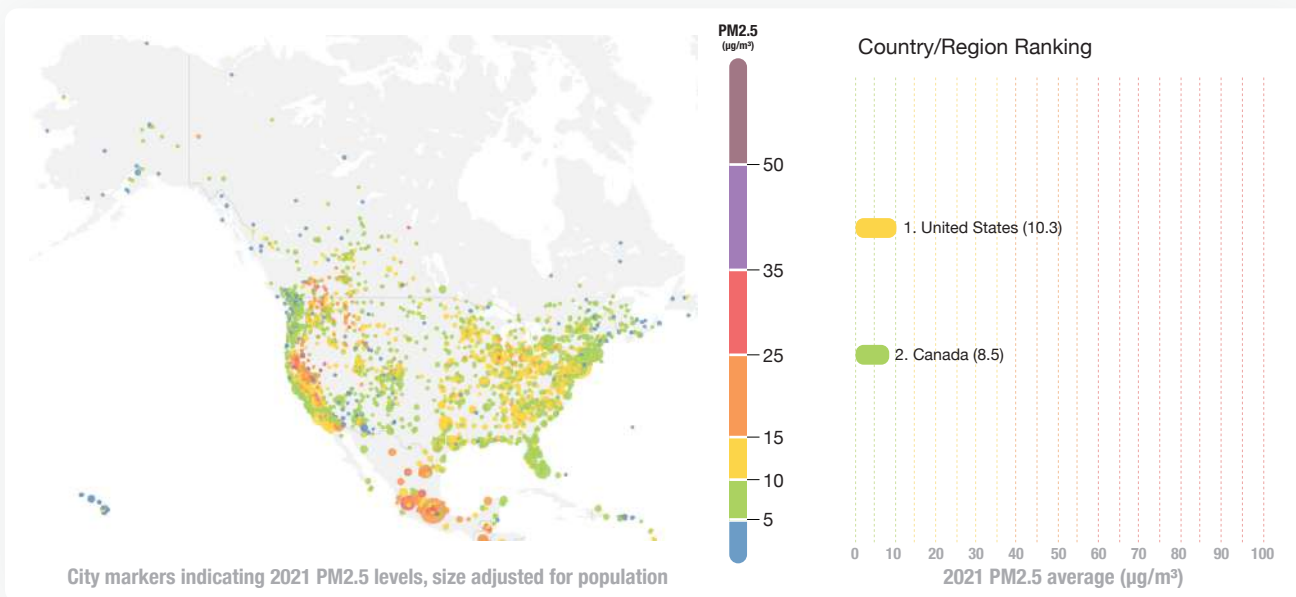 PM2.5
(µg/m³)
50
35
25
15
10
5
City markers indicating 2021 PM2.5 levels, size adjusted for population
Country/Region Ranking
1. United States (10.3)
2. Canada (8.5)
0 10 20 30 40 50 60 70 80 90 100
2021 PM2.5 average (µg/m³)